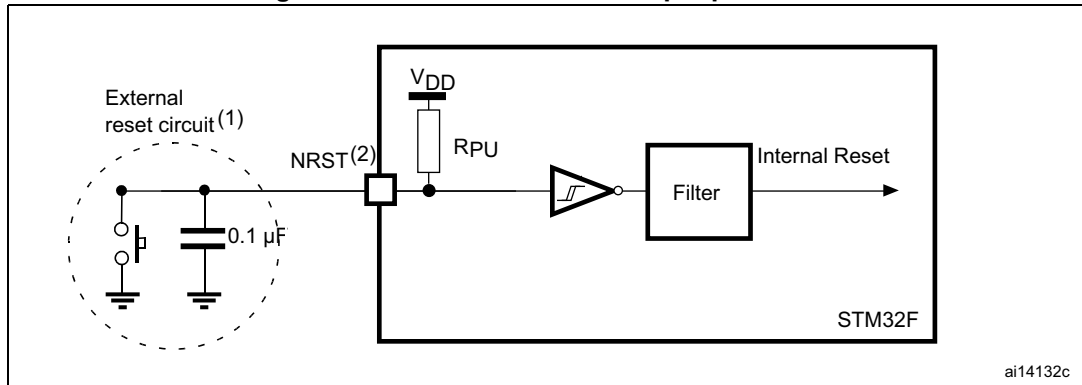 External
reset circuit(1)
NRST(2)
VDD
RPU
0.1 µF
Filter
Internal Reset
STM32F
ai14132c